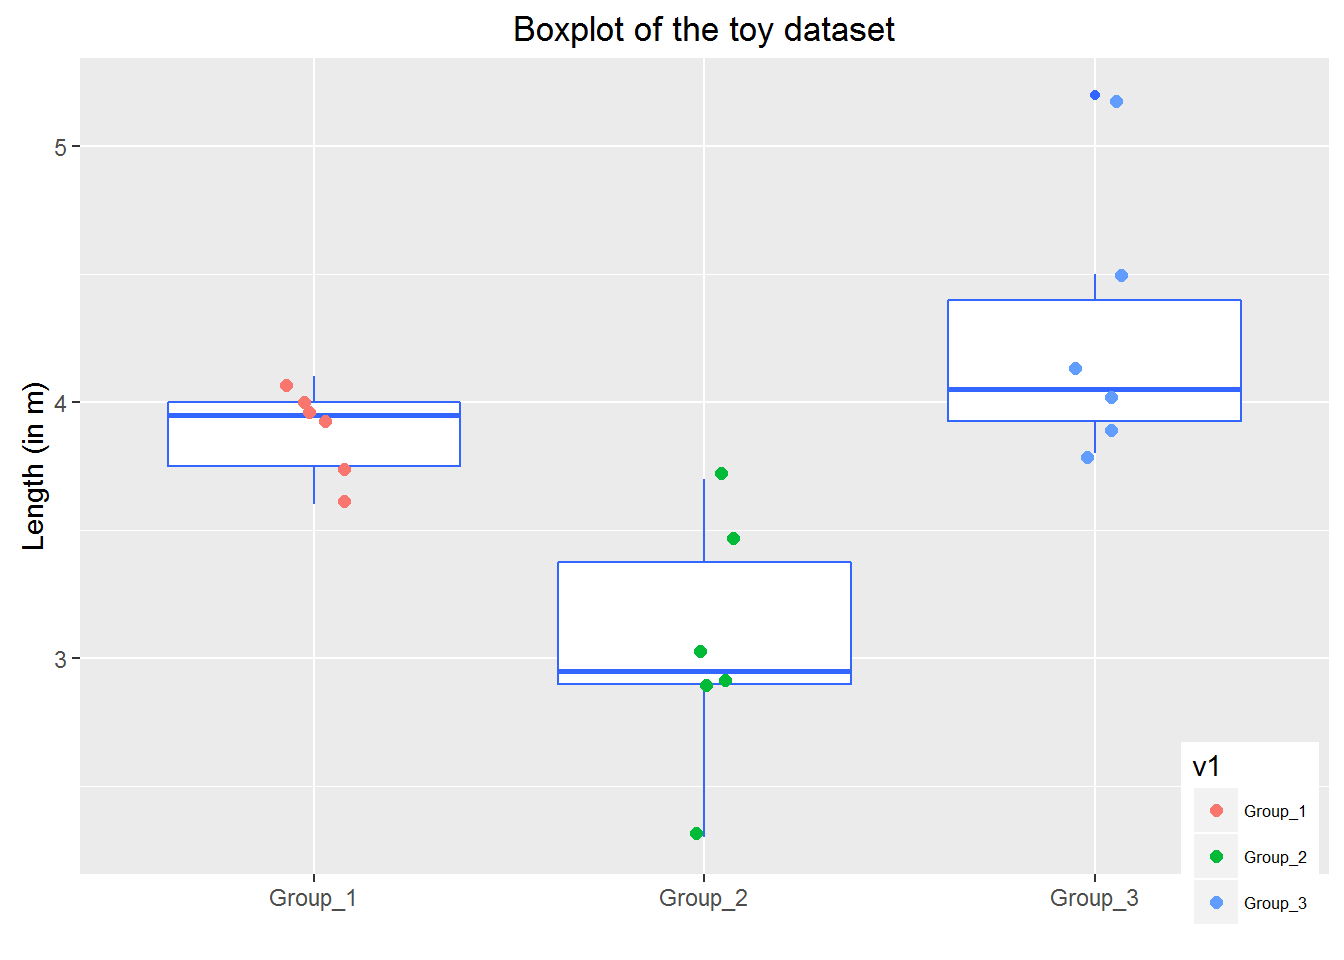 Boxplot of the toy dataset
Length (in m)
5
4
3
Group_1
Group_2
Group_3
v1
Group_1
Group_2
Group_3